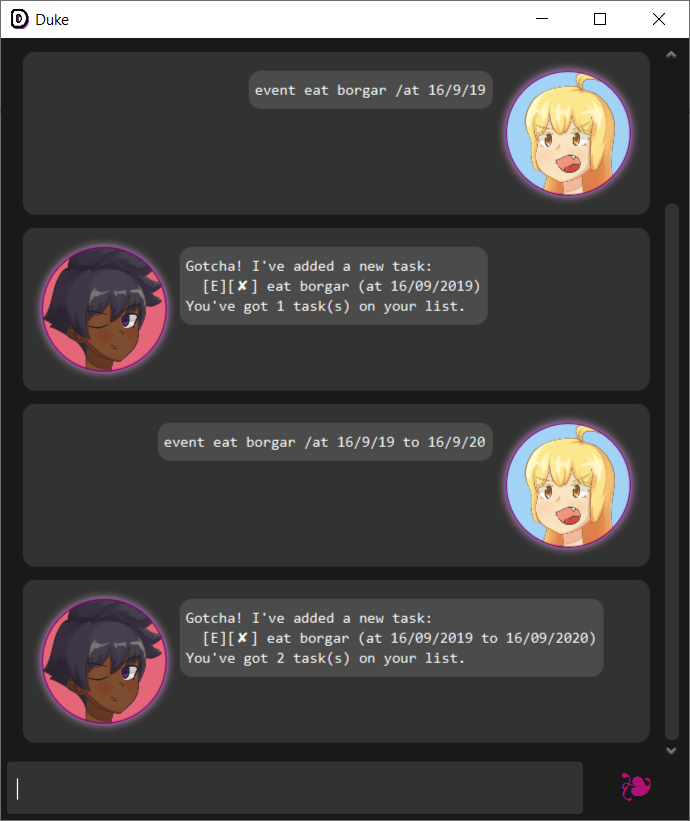 Duke
event eat borgar /at 16/9/19
Gotcha! I've added a new task:
[E][✘] eat borgar (at 16/09/2019)
You've got 1 task(s) on your list.
event eat borgar /at 16/9/19 to 16/9/20
Gotcha! I've added a new task:
[E][✘] eat borgar (at 16/09/2019 to 16/09/2020)
You've got 2 task(s) on your list.